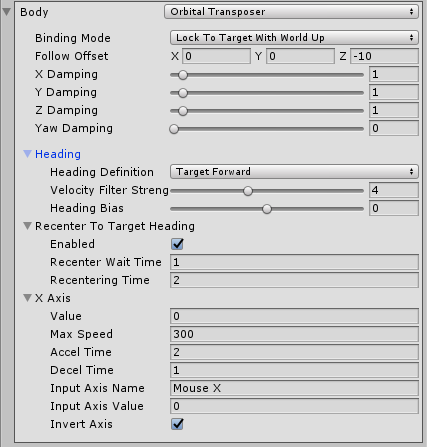 Body Orbital Transposer
Binding Mode Lock To Target With World Up
Follow Offset X 0 Y 0 Z -10
X Damping 1
Y Damping 1
Z Damping 1
Yaw Damping 0
Heading
Heading Definition Target Forward
Velocity Filter Streng 4
Heading Bias 0
Recenter To Target Heading
Enabled
Recenter Wait Time 1
Recentering Time 2
X Axis
Value 0
Max Speed 300
Accel Time 2
Decel Time 1
Input Axis Name Mouse X
Input Axis Value 0
Invert Axis